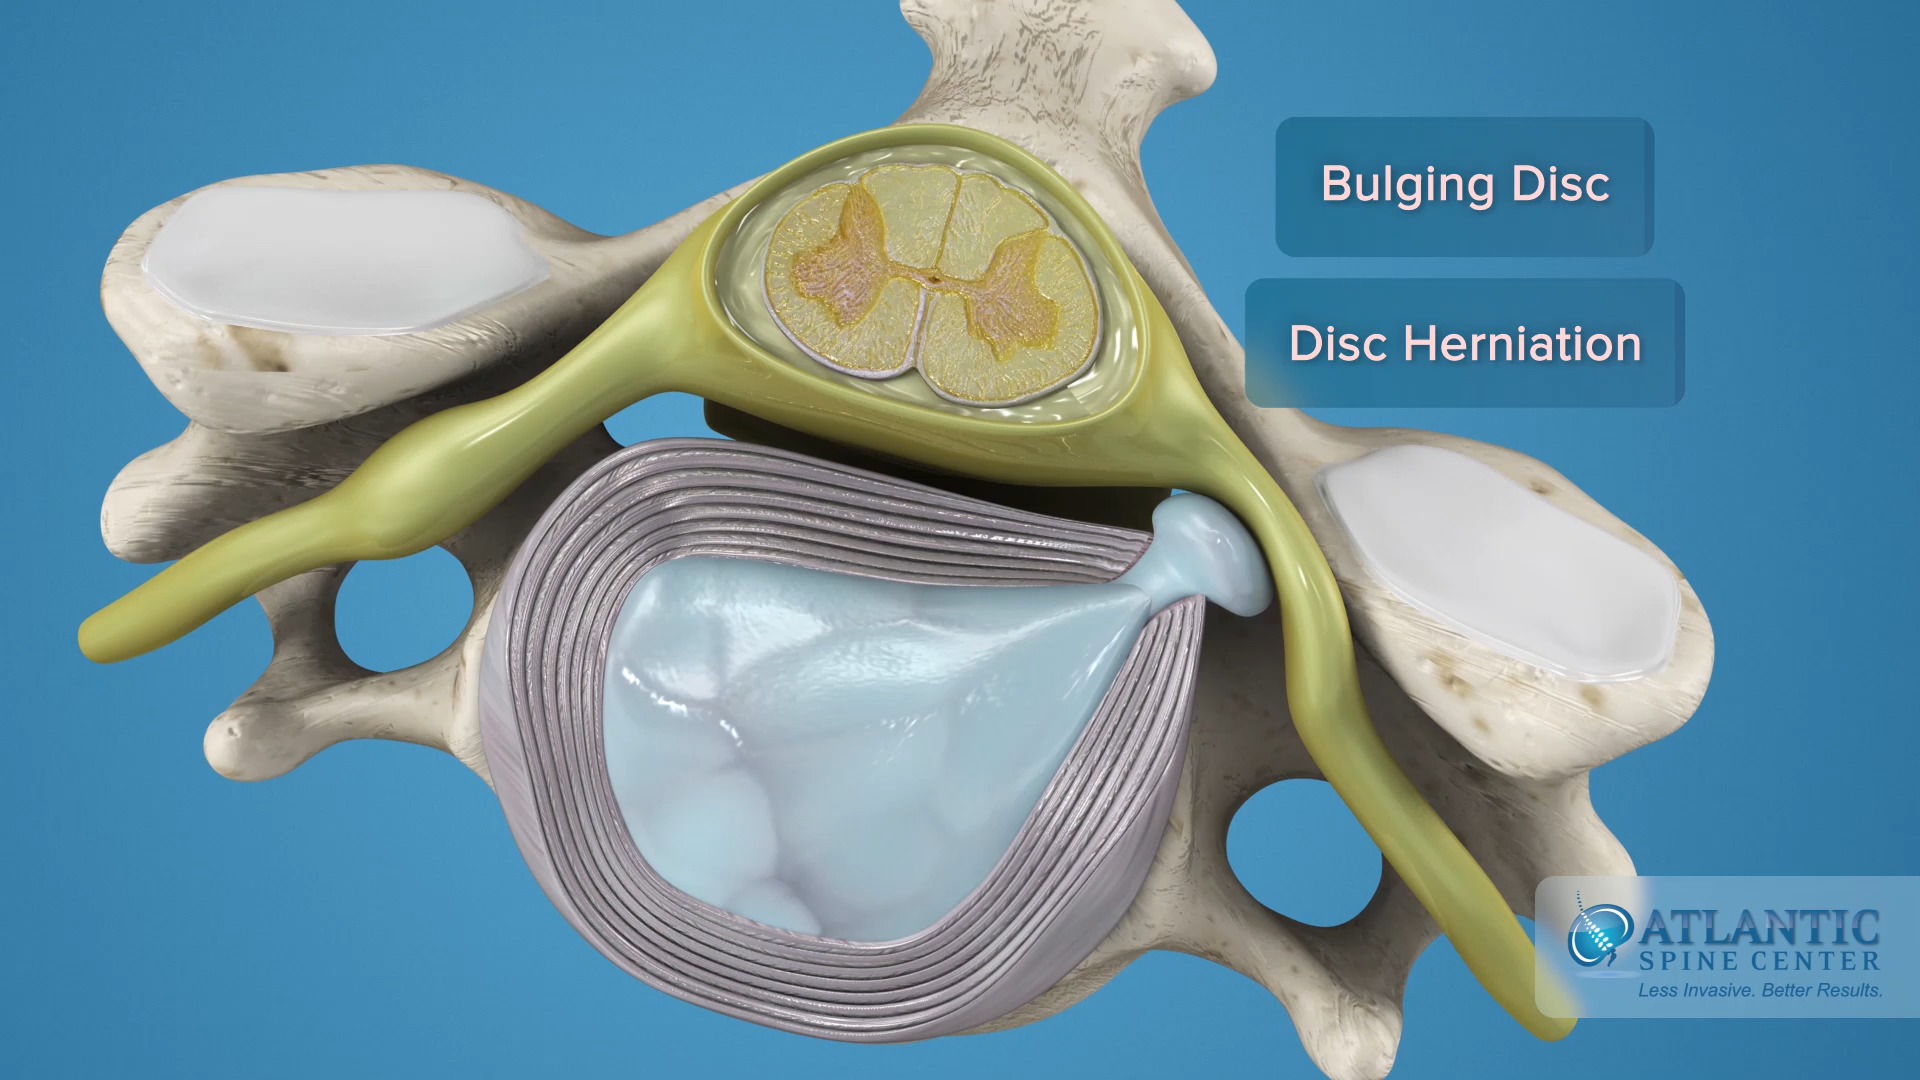 Bulging Disc
Disc Herniation
ATLANTIC
SPINE CENTER
Less Invasive. Better Results.